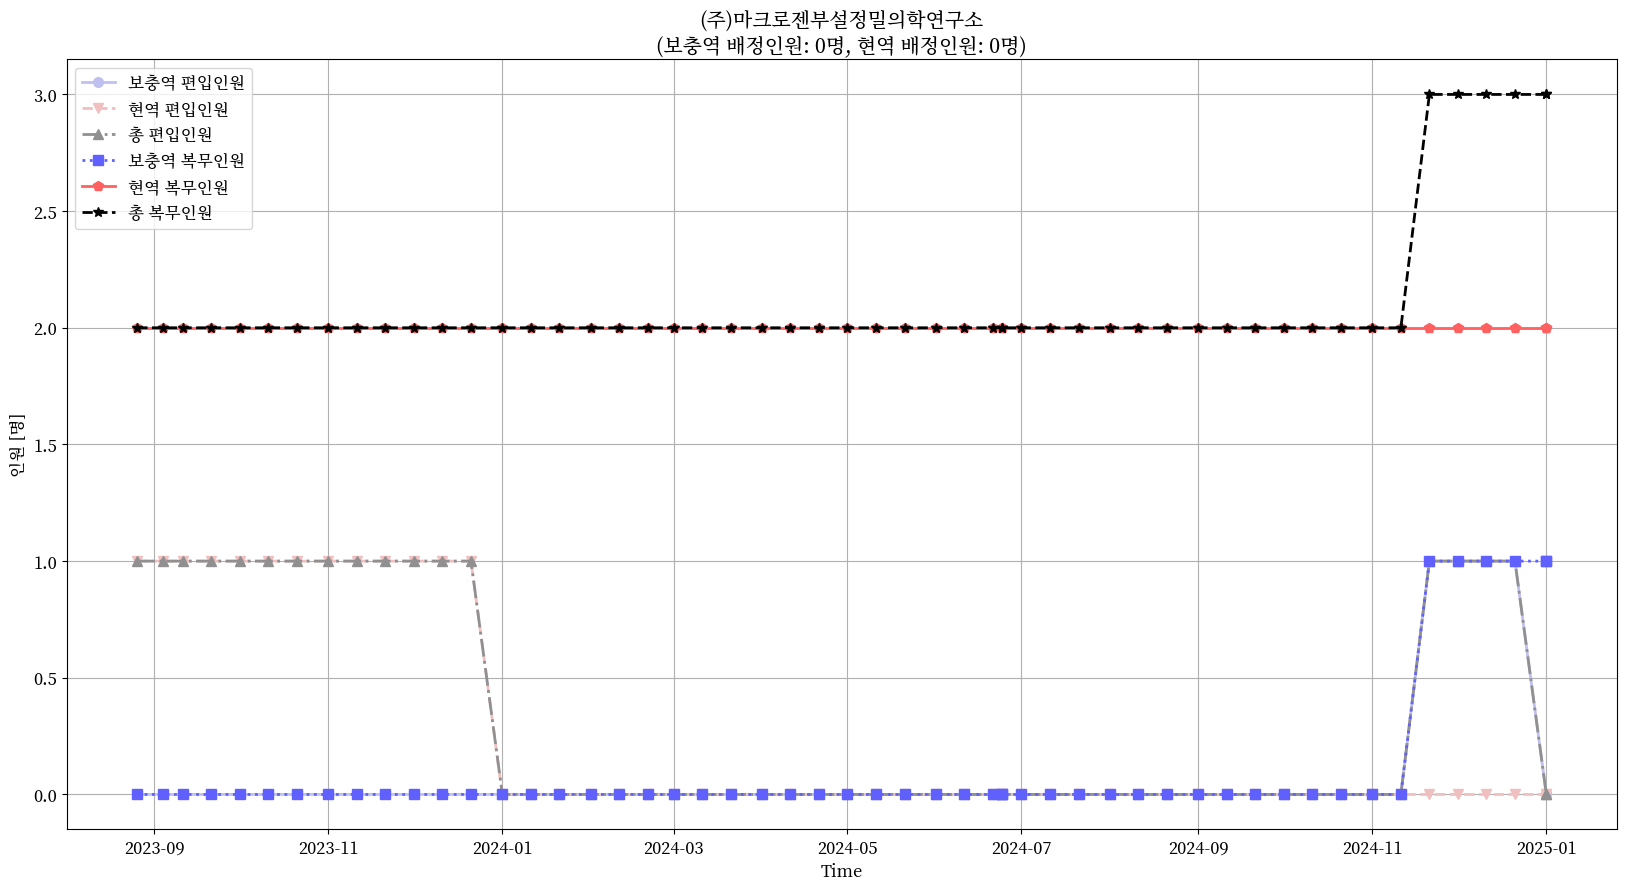 (주)마크로젠부설정밀의학연구소
(보충역 배정인원: 0명, 현역 배정인원: 0명)
보충역 편입인원
현역 편입인원
총 편입인원
보충역 복무인원
현역 복무인원
총 복무인원
3.0
2.5
2.0
1.5
1.0
0.5
0.0
인원 [명]
2023-09
2023-11
2024-01
2024-03
2024-05
2024-07
2024-09
2024-11
2025-01
Time